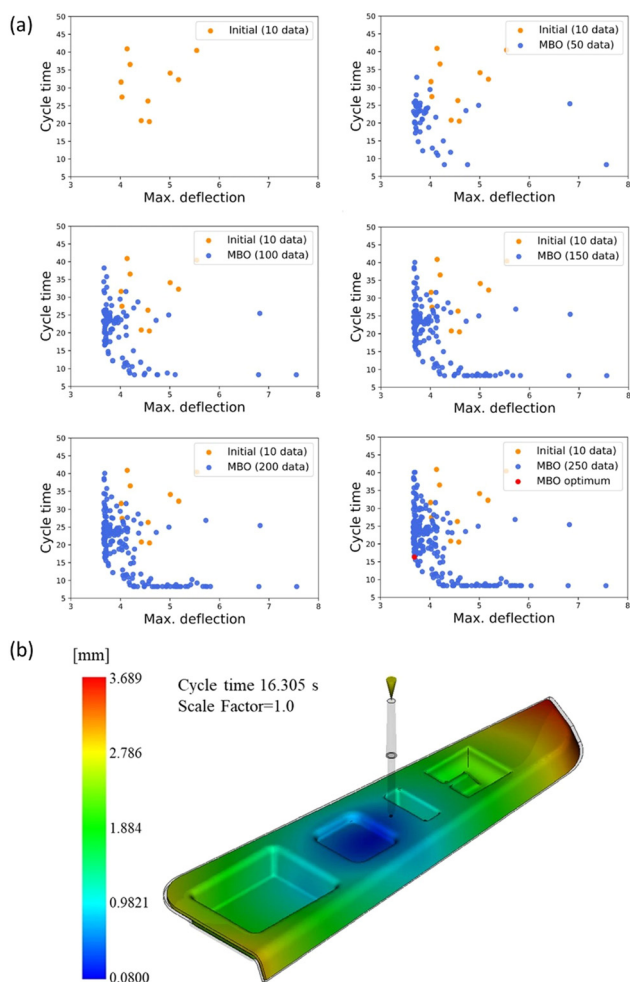 (a)
50
45
40
35
30
25
20
15
10
5
Cycle time
3 4 5 6 7 8
Max. deflection
Initial (10 data)
50
45
40
35
30
25
20
15
10
5
Cycle time
3 4 5 6 7 8
Max. deflection
Initial (10 data)
MBO (50 data)
50
45
40
35
30
25
20
15
10
5
Cycle time
3 4 5 6 7 8
Max. deflection
Initial (10 data)
MBO (100 data)
50
45
40
35
30
25
20
15
10
5
Cycle time
3 4 5 6 7 8
Max. deflection
Initial (10 data)
MBO (150 data)
50
45
40
35
30
25
20
15
10
5
Cycle time
3 4 5 6 7 8
Max. deflection
Initial (10 data)
MBO (200 data)
50
45
40
35
30
25
20
15
10
5
Cycle time
3 4 5 6 7 8
Max. deflection
Initial (10 data)
MBO (250 data)
MBO optimum
(b)
[mm]
3.689
2.786
1.884
0.9821
0.0800
Cycle time 16.305 s
Scale Factor=1.0